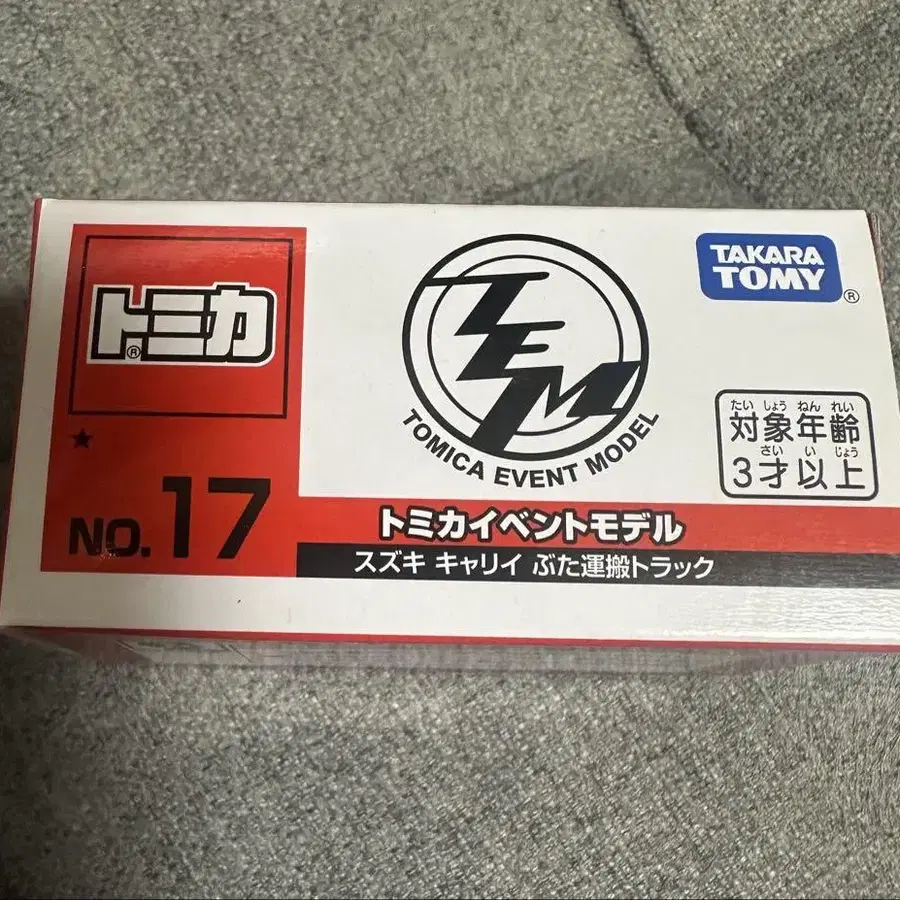 トミカ®
★
NO.17
TEM
TOMICA EVENT MODEL
TAKARA
TOMY®
たいしょうねんれい
対象年齢
さいいじょう
3才以上
トミカイベントモデル
スズキ キャリイ ぶた運搬トラック